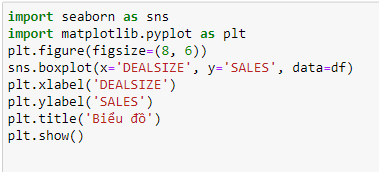 import seaborn as sns
import matplotlib.pyplot as plt
plt.figure(figsize=(8, 6))
sns.boxplot(x='DEALSIZE', y='SALES', data=df)
plt.xlabel('DEALSIZE')
plt.ylabel('SALES')
plt.title('Biểu đồ')
plt.show()